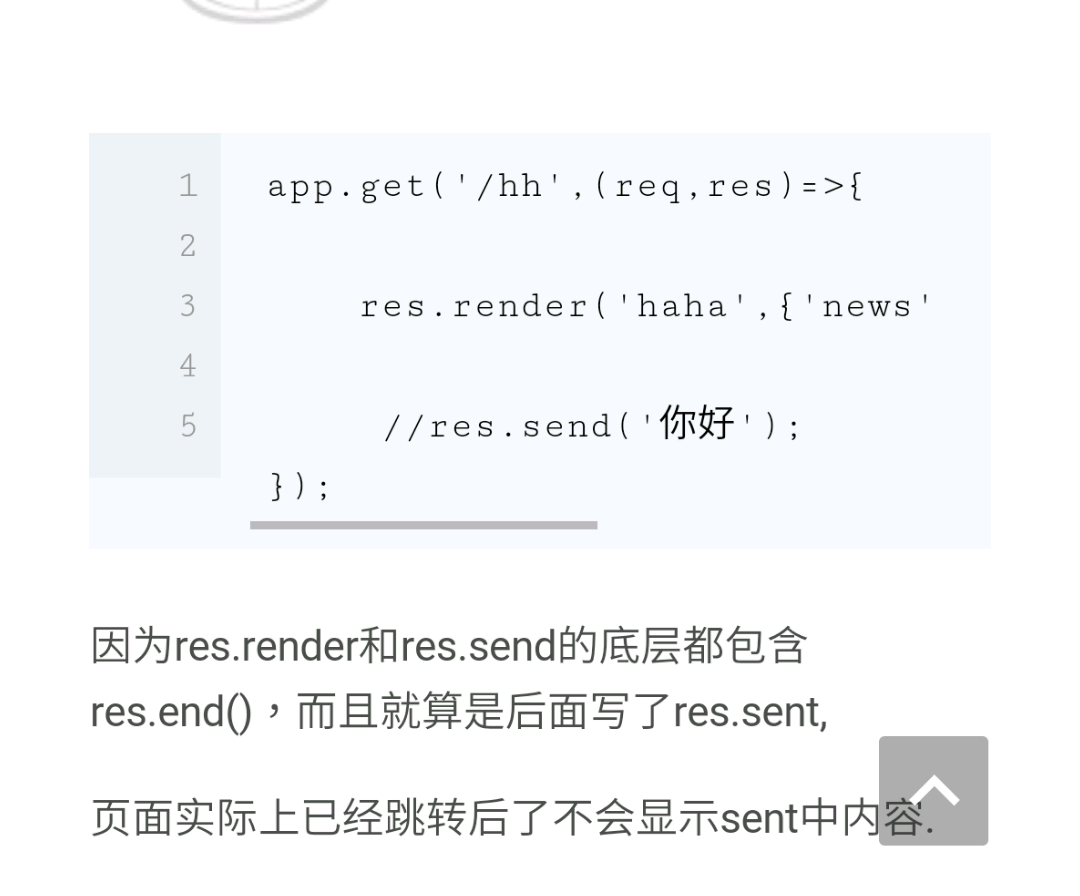 1 app.get('/hh',(req,res)=>{
2
3 res.render('haha',{'news'
4
5 //res.send('你好');
});
因为res.render和res.send的底层都包含
res.end()，而且就算是后面写了res.sent,
页面实际上已经跳转后了不会显示sent中内容.